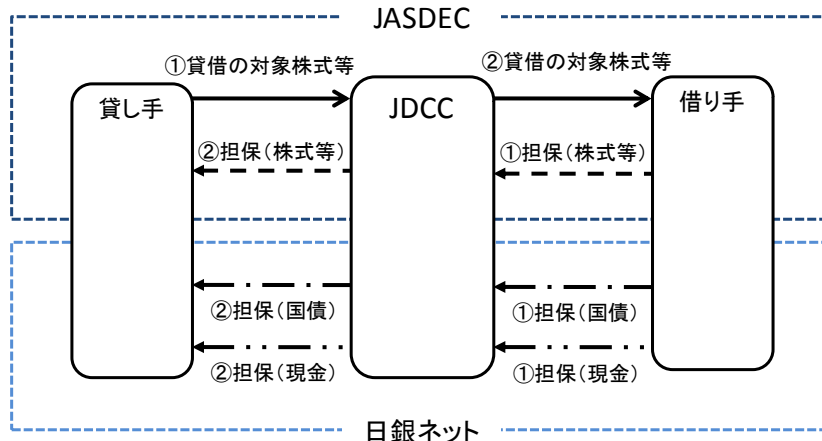 JASDEC
①貸借の対象株式等
②貸借の対象株式等
貸し手
JDCC
借り手
②担保(株式等)
①担保(株式等)
②担保(国債)
①担保(国債)
②担保(現金)
①担保(現金)
日銀ネット